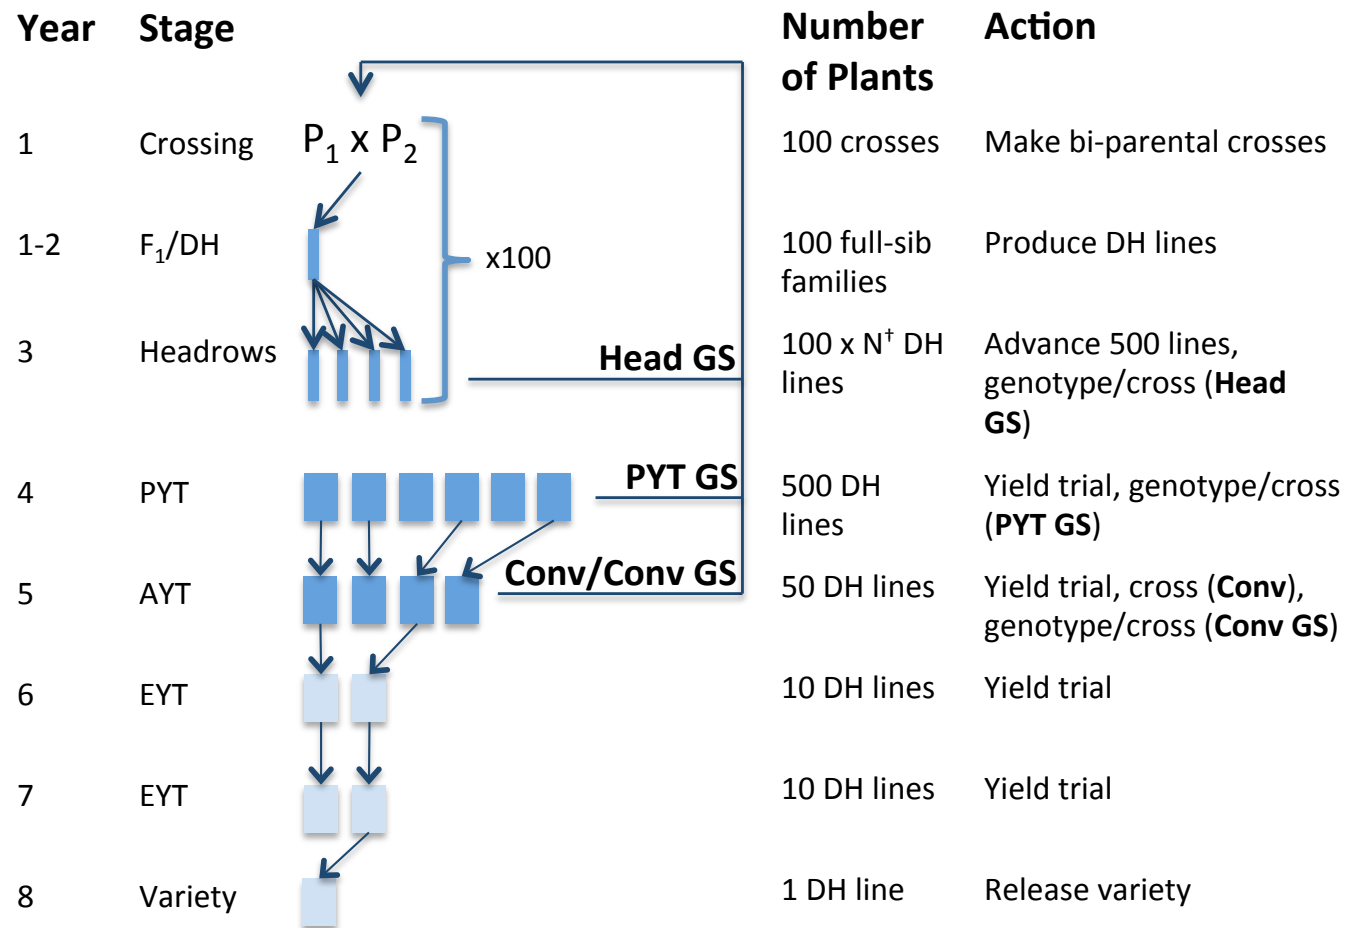 Year Stage Number of Plants Action
1 Crossing P₁ x P₂ 100 crosses Make bi-parental crosses
1-2 F₁/DH x100 100 full-sib families Produce DH lines
3 Headrows Head GS 100 x N† DH lines Advance 500 lines, genotype/cross (Head GS)
4 PYT PYT GS 500 DH lines Yield trial, genotype/cross (PYT GS)
5 AYT Conv/Conv GS 50 DH lines Yield trial, cross (Conv), genotype/cross (Conv GS)
6 EYT 10 DH lines Yield trial
7 EYT 10 DH lines Yield trial
8 Variety 1 DH line Release variety